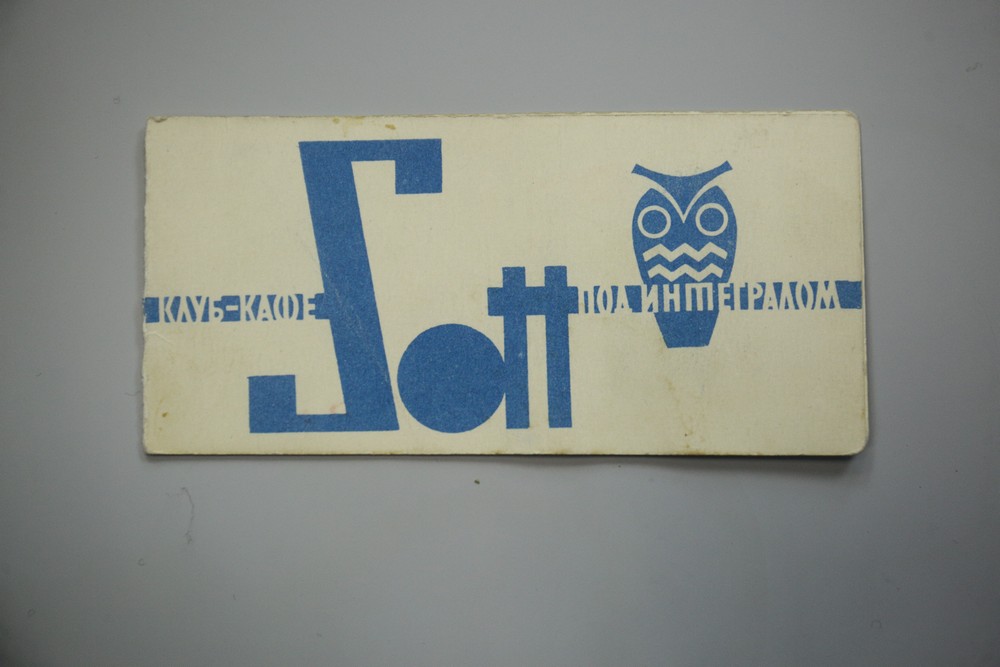 КЛУБ-КАФЕ ПОД ИНТЕГРАЛОМ